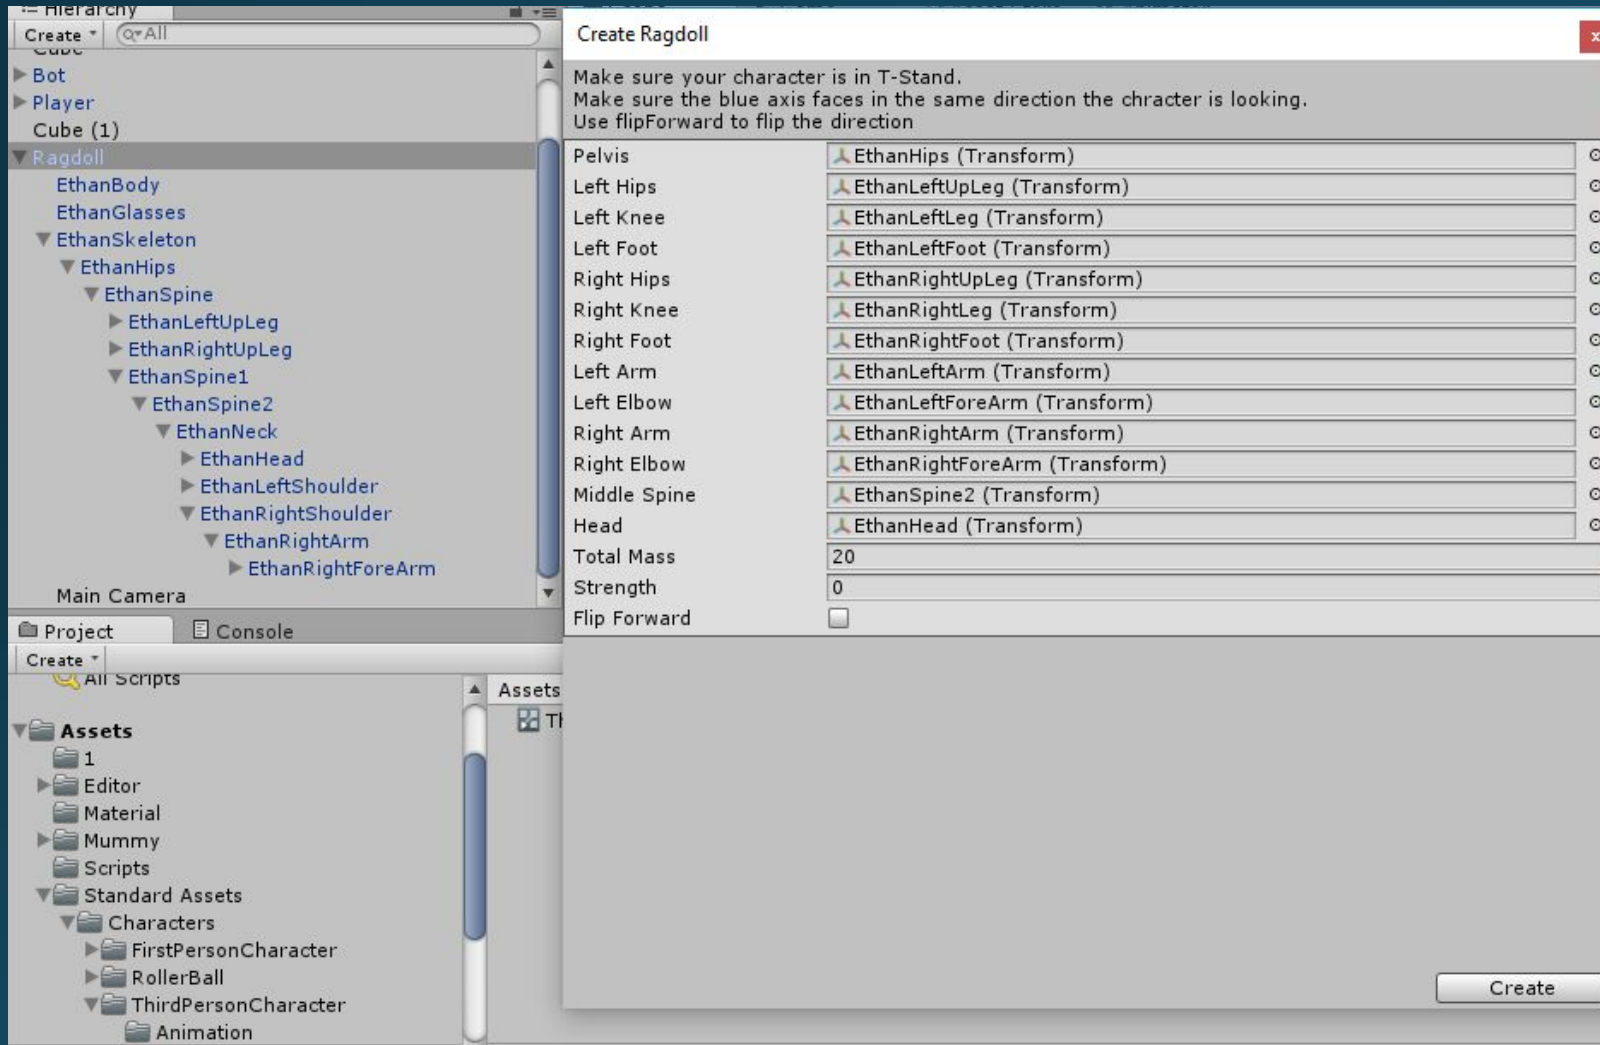 Hierarchy
Create
All
Cube
Bot
Player
Cube (1)
Ragdoll
EthanBody
EthanGlasses
EthanSkeleton
EthanHips
EthanSpine
EthanLeftUpLeg
EthanRightUpLeg
EthanSpine1
EthanSpine2
EthanNeck
EthanHead
EthanLeftShoulder
EthanRightShoulder
EthanRightArm
EthanRightForeArm
Main Camera
Project
Console
Create
All Scripts
Assets
1
Editor
Material
Mummy
Scripts
Standard Assets
Characters
FirstPersonCharacter
RollerBall
ThirdPersonCharacter
Animation
Assets
Create Ragdoll
x
Make sure your character is in T-Stand.
Make sure the blue axis faces in the same direction the chracter is looking.
Use flipForward to flip the direction
Pelvis EthanHips (Transform)
Left Hips EthanLeftUpLeg (Transform)
Left Knee EthanLeftLeg (Transform)
Left Foot EthanLeftFoot (Transform)
Right Hips EthanRightUpLeg (Transform)
Right Knee EthanRightLeg (Transform)
Right Foot EthanRightFoot (Transform)
Left Arm EthanLeftArm (Transform)
Left Elbow EthanLeftForeArm (Transform)
Right Arm EthanRightArm (Transform)
Right Elbow EthanRightForeArm (Transform)
Middle Spine EthanSpine2 (Transform)
Head EthanHead (Transform)
Total Mass 20
Strength 0
Flip Forward
Create